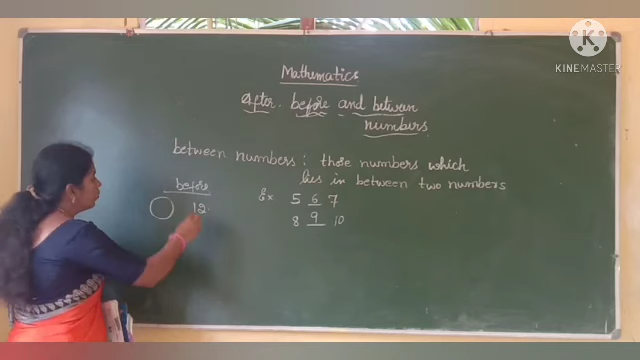 KINEMASTER
Mathematics
After, before and between
numbers
between numbers: those numbers which
lies in between two numbers
before
12
Ex 5 6 7
8 9 10